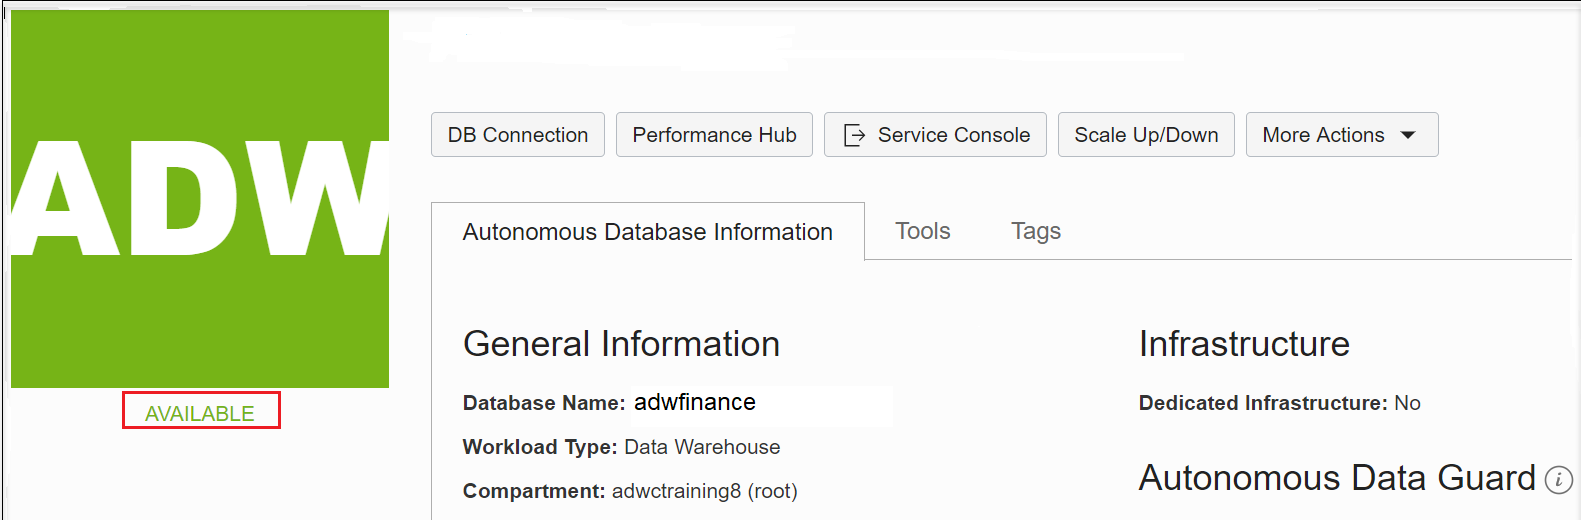 ADW
AVAILABLE
DB Connection
Performance Hub
Service Console
Scale Up/Down
More Actions
Autonomous Database Information
Tools
Tags
General Information
Database Name: adwfinance
Workload Type: Data Warehouse
Compartment: adwctraining8 (root)
Infrastructure
Dedicated Infrastructure: No
Autonomous Data Guard i